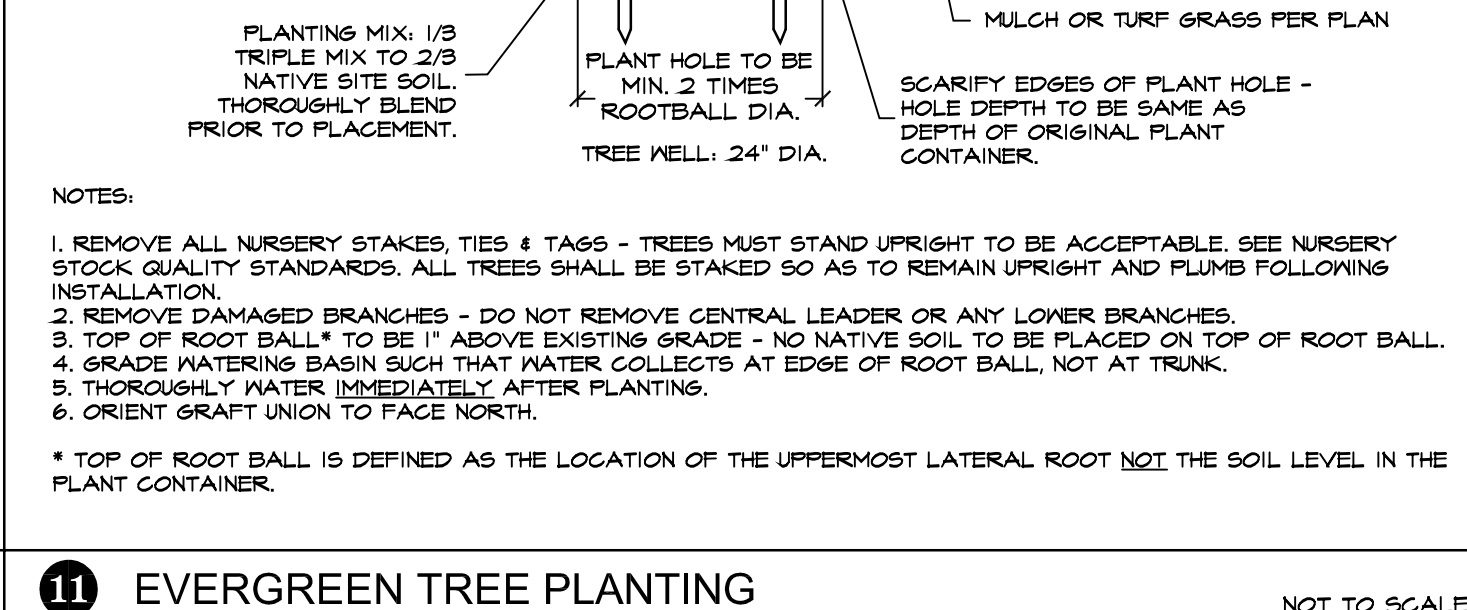 PLANTING MIX: 1/3
TRIPLE MIX TO 2/3
NATIVE SITE SOIL.
THOROUGHLY BLEND
PRIOR TO PLACEMENT.
PLANT HOLE TO BE
MIN. 2 TIMES
ROOTBALL DIA.
TREE WELL: 24" DIA.
MULCH OR TURF GRASS PER PLAN
SCARIFY EDGES OF PLANT HOLE -
HOLE DEPTH TO BE SAME AS
DEPTH OF ORIGINAL PLANT
CONTAINER.
NOTES:
1. REMOVE ALL NURSERY STAKES, TIES & TAGS - TREES MUST STAND UPRIGHT TO BE ACCEPTABLE. SEE NURSERY
STOCK QUALITY STANDARDS. ALL TREES SHALL BE STAKED SO AS TO REMAIN UPRIGHT AND PLUMB FOLLOWING
INSTALLATION.
2. REMOVE DAMAGED BRANCHES - DO NOT REMOVE CENTRAL LEADER OR ANY LOWER BRANCHES.
3. TOP OF ROOT BALL* TO BE 1" ABOVE EXISTING GRADE - NO NATIVE SOIL TO BE PLACED ON TOP OF ROOT BALL.
4. GRADE WATERING BASIN SUCH THAT WATER COLLECTS AT EDGE OF ROOT BALL, NOT AT TRUNK.
5. THOROUGHLY WATER IMMEDIATELY AFTER PLANTING.
6. ORIENT GRAFT UNION TO FACE NORTH.
* TOP OF ROOT BALL IS DEFINED AS THE LOCATION OF THE UPPERMOST LATERAL ROOT NOT THE SOIL LEVEL IN THE
PLANT CONTAINER.
11 EVERGREEN TREE PLANTING
NOT TO SCALE